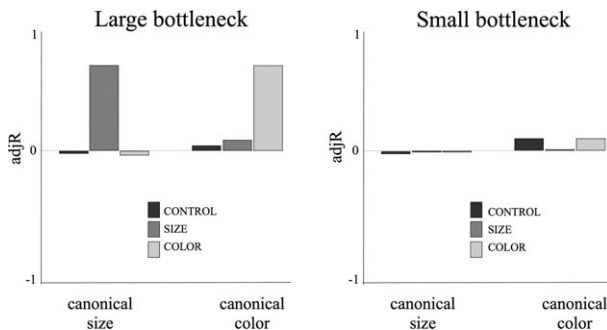 Large bottleneck
1
adjR
0
-1
CONTROL
SIZE
COLOR
canonical
size
canonical
color
Small bottleneck
1
adjR
0
-1
CONTROL
SIZE
COLOR
canonical
size
canonical
color